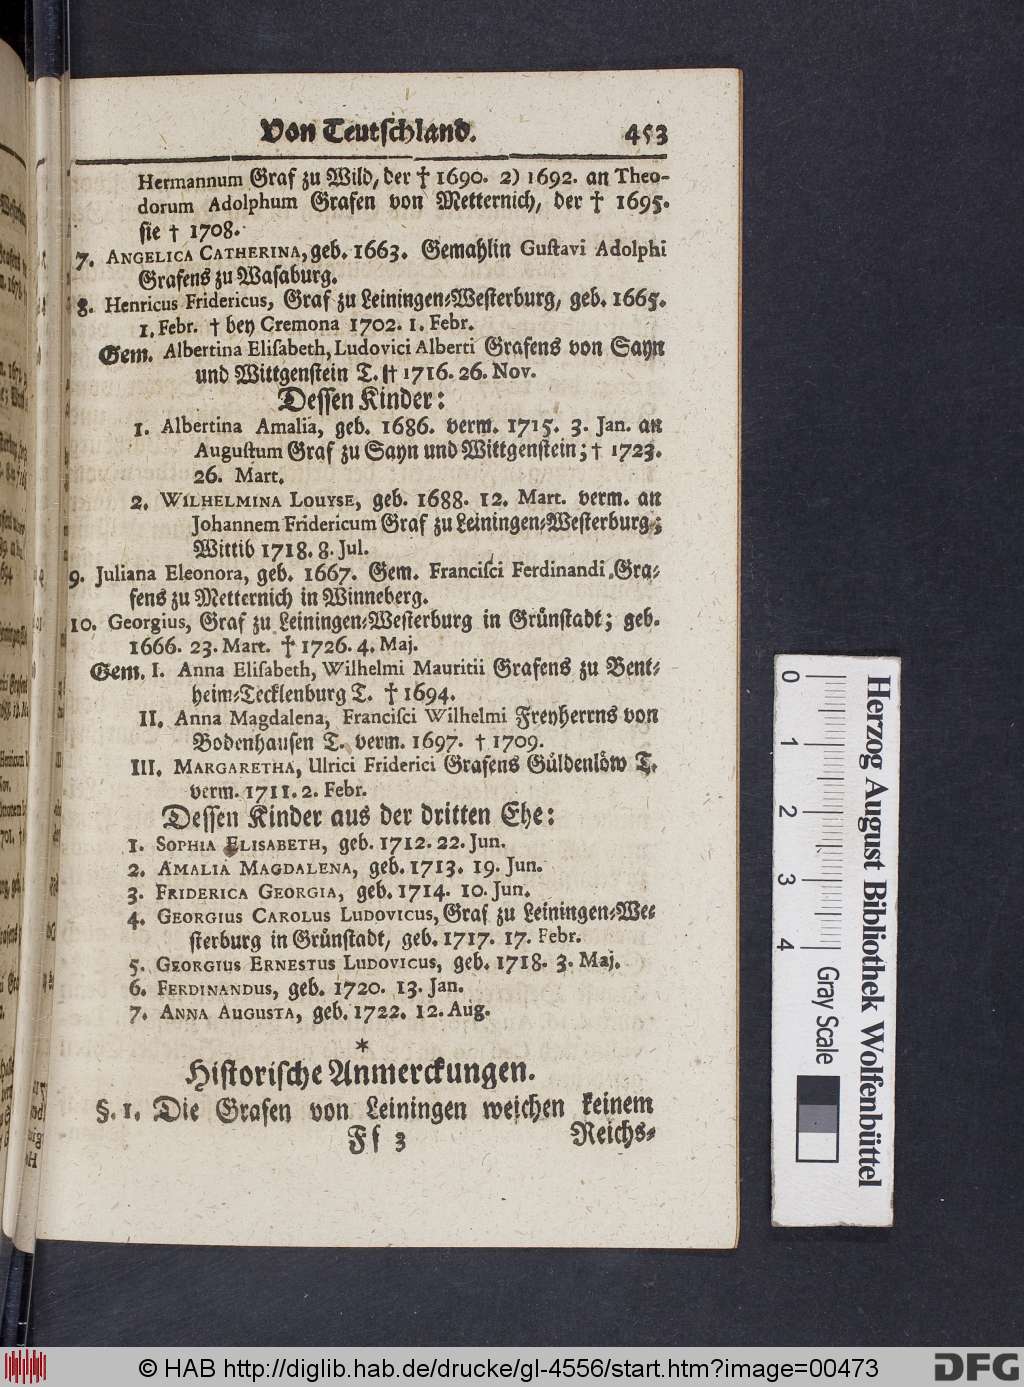 Von Teutschland. 453
Hermannum Graf zu Wild, der † 1690. 2) 1692. an Theo-
dorum Adolphum Grafen von Metternich, der † 1695.
sie † 1708.
7. ANGELICA CATHERINA, geb. 1663. Gemahlin Gustavi Adolphi
Grafens zu Wasaburg.
8. Henricus Fridericus, Graf zu Leiningen-Westerburg, geb. 1665.
1. Febr. † bey Cremona 1702. 1. Febr.
Gem. Albertina Elisabeth, Ludovici Alberti Grafens von Sayn
und Wittgenstein T. † 1716. 26. Nov.
Dessen Kinder:
1. Albertina Amalia, geb. 1686. verm. 1715. 3. Jan. an
Augustum Graf zu Sayn und Wittgenstein; † 1723.
26. Mart.
2. WILHELMINA LOUYSE, geb. 1688. 12. Mart. verm. an
Johannem Fridericum Graf zu Leiningen-Westerburg;
Wittib 1718. 8. Jul.
9. Juliana Eleonora, geb. 1667. Gem. Francisci Ferdinandi Gra-
fens zu Metternich in Winneberg.
10. Georgius, Graf zu Leiningen-Westerburg in Grünstadt; geb.
1666. 23. Mart. † 1726. 4. Maj.
Gem. I. Anna Elisabeth, Wilhelmi Mauritii Grafens zu Bent-
heim-Tecklenburg T. † 1694.
II. Anna Magdalena, Francisci Wilhelmi Freyherrns von
Bodenhausen T. verm. 1697. † 1709.
III. MARGARETHA, Ulrici Friderici Grafens Güldenlöw T.
verm. 1711. 2. Febr.
Dessen Kinder aus der dritten Ehe:
1. SOPHIA ELISABETH, geb. 1712. 22. Jun.
2. AMALIA MAGDALENA, geb. 1713. 19. Jun.
3. FRIDERICA GEORGIA, geb. 1714. 10. Jun.
4. GEORGIUS CAROLUS LUDOVICUS, Graf zu Leiningen-We-
sterburg in Grünstadt, geb. 1717. 17. Febr.
5. GEORGIUS ERNESTUS LUDOVICUS, geb. 1718. 3. Maj.
6. FERDINANDUS, geb. 1720. 13. Jan.
7. ANNA AUGUSTA, geb. 1722. 12. Aug.
*
Historische Anmerckungen.
§. 1. Die Grafen von Leiningen weichen keinem
Ff 3 Reichs-
0 1 2 3 4 Gray Scale
Herzog August Bibliothek Wolfenbüttel
© HAB http://diglib.hab.de/drucke/gl-4556/start.htm?image=00473
DFG